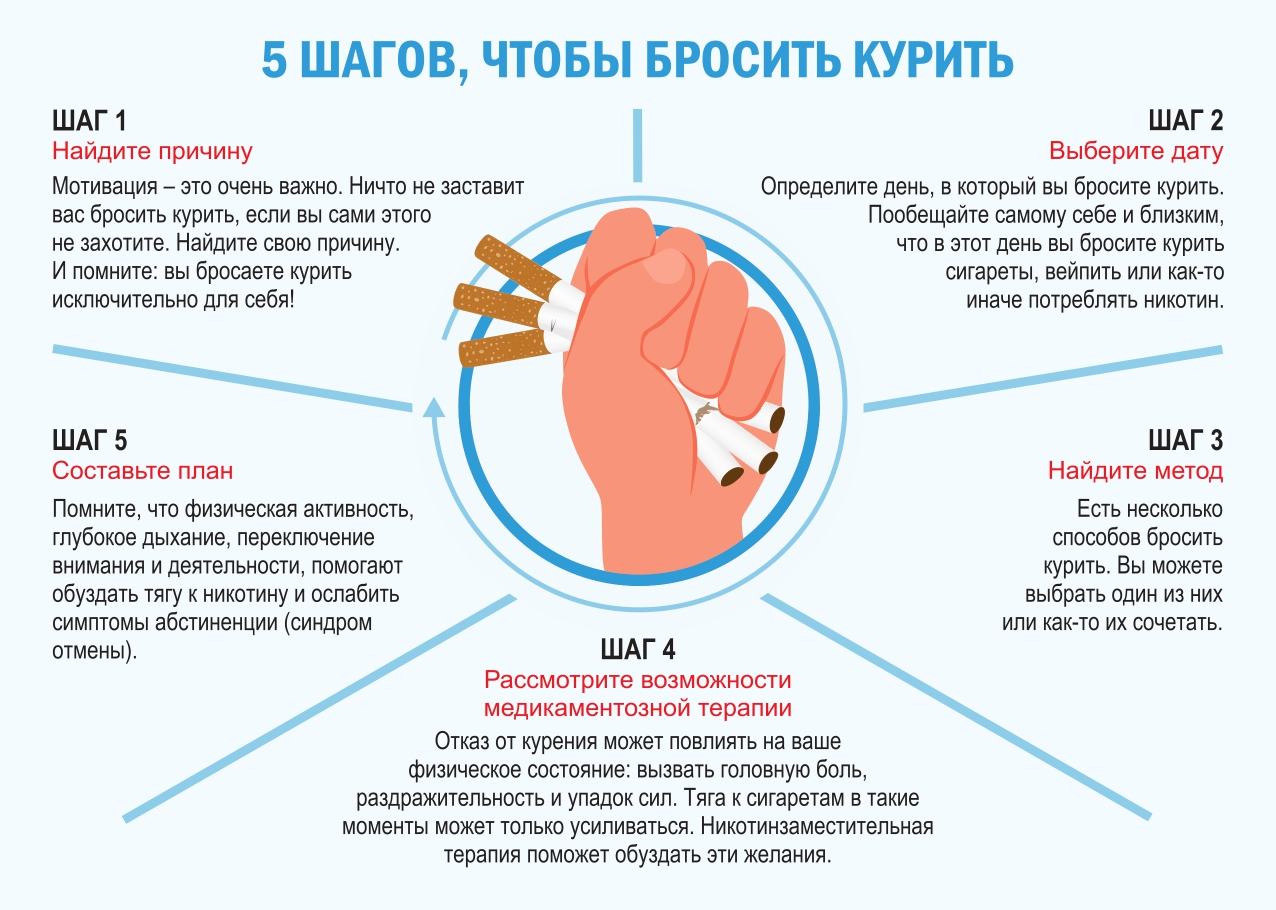 5 ШАГОВ, ЧТОБЫ БРОСИТЬ КУРИТЬ
ШАГ 1
Найдите причину
Мотивация – это очень важно. Ничто не заставит
вас бросить курить, если вы сами этого
не захотите. Найдите свою причину.
И помните: вы бросаете курить
исключительно для себя!
ШАГ 2
Выберите дату
Определите день, в который вы бросите курить.
Пообещайте самому себе и близким,
что в этот день вы бросите курить
сигареты, вейпить или как-то
иначе потреблять никотин.
ШАГ 3
Найдите метод
Есть несколько
способов бросить
курить. Вы можете
выбрать один из них
или как-то их сочетать.
ШАГ 4
Рассмотрите возможности
медикаментозной терапии
Отказ от курения может повлиять на ваше
физическое состояние: вызвать головную боль,
раздражительность и упадок сил. Тяга к сигаретам в такие
моменты может только усиливаться. Никотинзаместительная
терапия поможет обуздать эти желания.
ШАГ 5
Составьте план
Помните, что физическая активность,
глубокое дыхание, переключение
внимания и деятельности, помогают
обуздать тягу к никотину и ослабить
симптомы абстиненции (синдром
отмены).